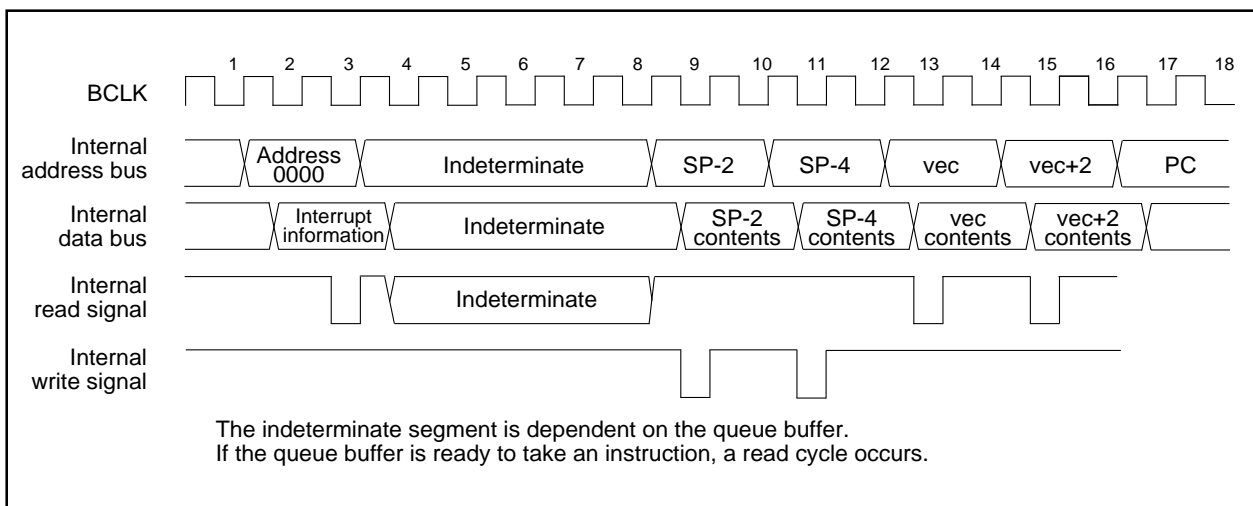 1 2 3 4 5 6 7 8 9 10 11 12 13 14 15 16 17 18
BCLK
Internal
address bus
Address
0000
Indeterminate
SP-2
SP-4
vec
vec+2
PC
Internal
data bus
Interrupt
information
Indeterminate
SP-2
contents
SP-4
contents
vec
contents
vec+2
contents
Internal
read signal
Indeterminate
Internal
write signal
The indeterminate segment is dependent on the queue buffer.
If the queue buffer is ready to take an instruction, a read cycle occurs.